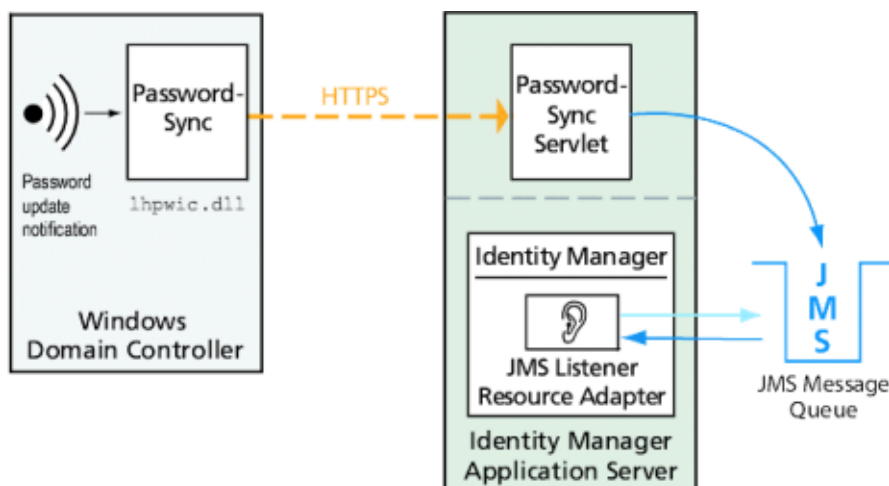 Password-
Sync
lhpwic.dll
Password
update
notification
Windows
Domain Controller
HTTPS
Password-
Sync
Servlet
Identity Manager
JMS Listener
Resource Adapter
Identity Manager
Application Server
J
M
S
JMS Message
Queue